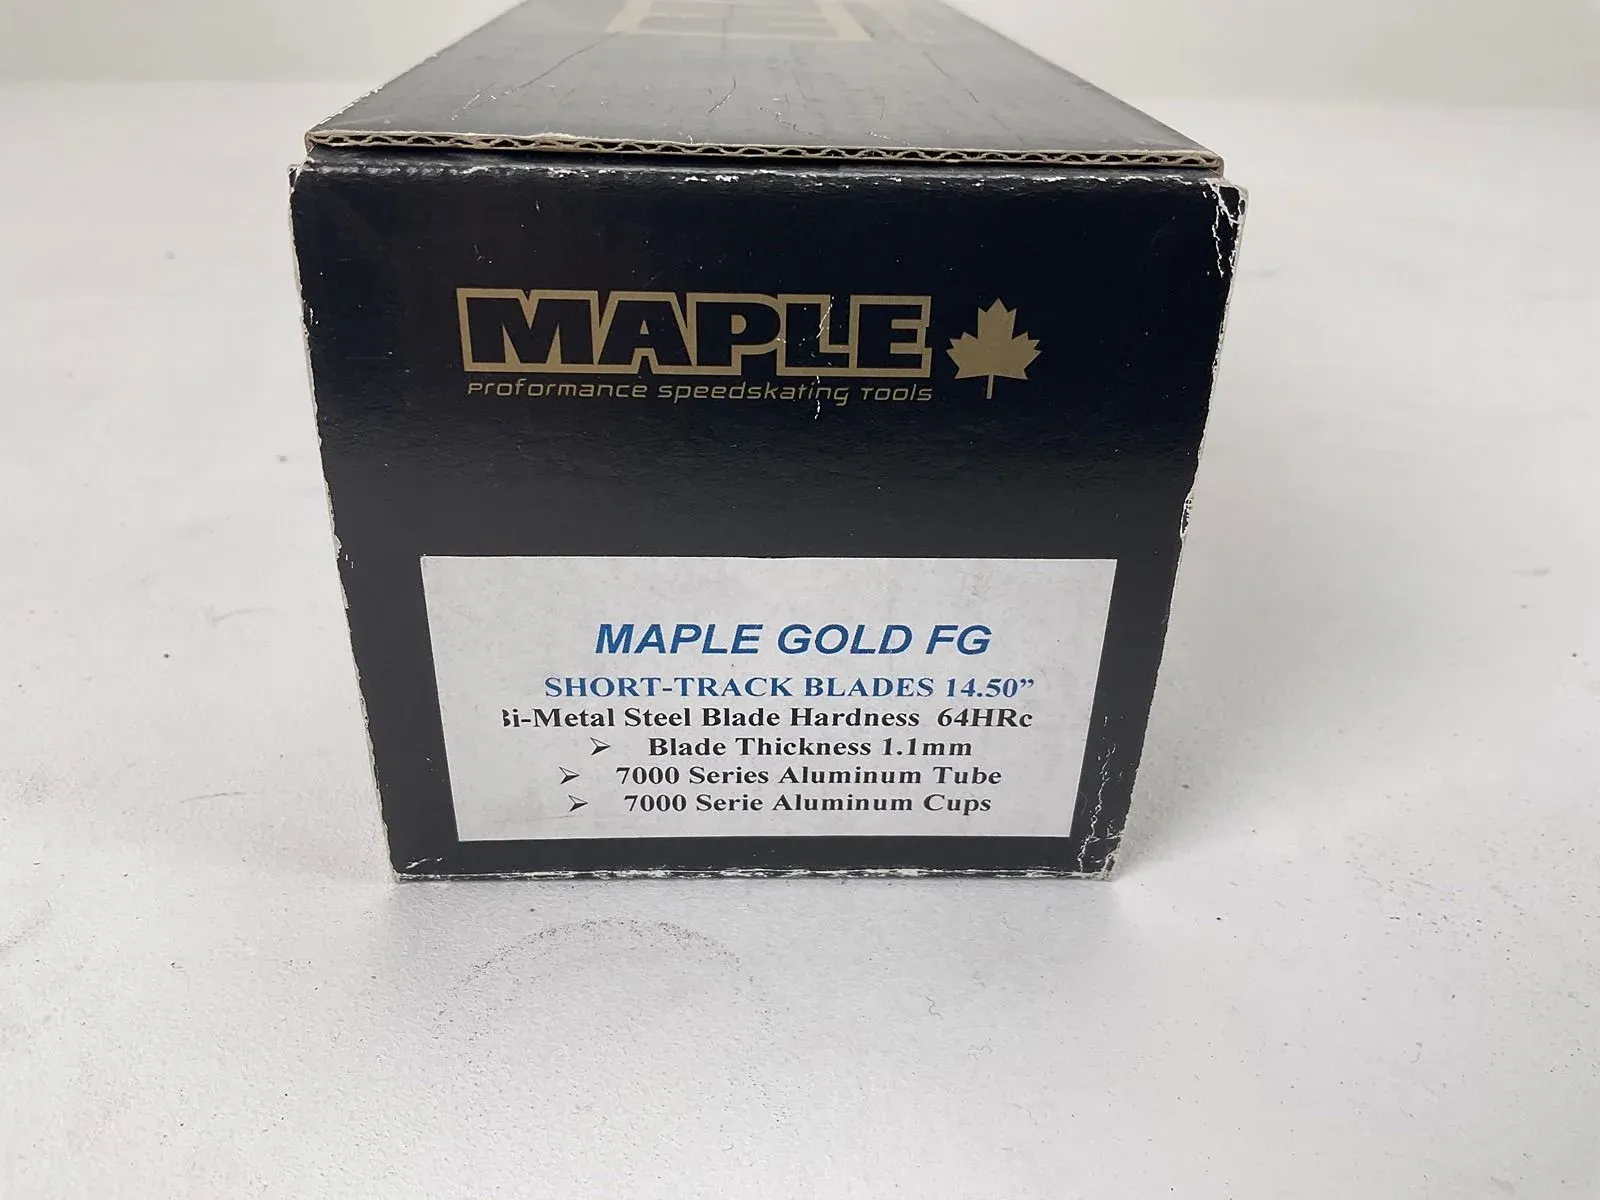 MAPLE
Proformance speedskating Tools
MAPLE GOLD FG
SHORT-TRACK BLADES 14.50”
Bi-Metal Steel Blade Hardness 64HRc
➢ Blade Thickness 1.1mm
➢ 7000 Series Aluminum Tube
➢ 7000 Serie Aluminum Cups